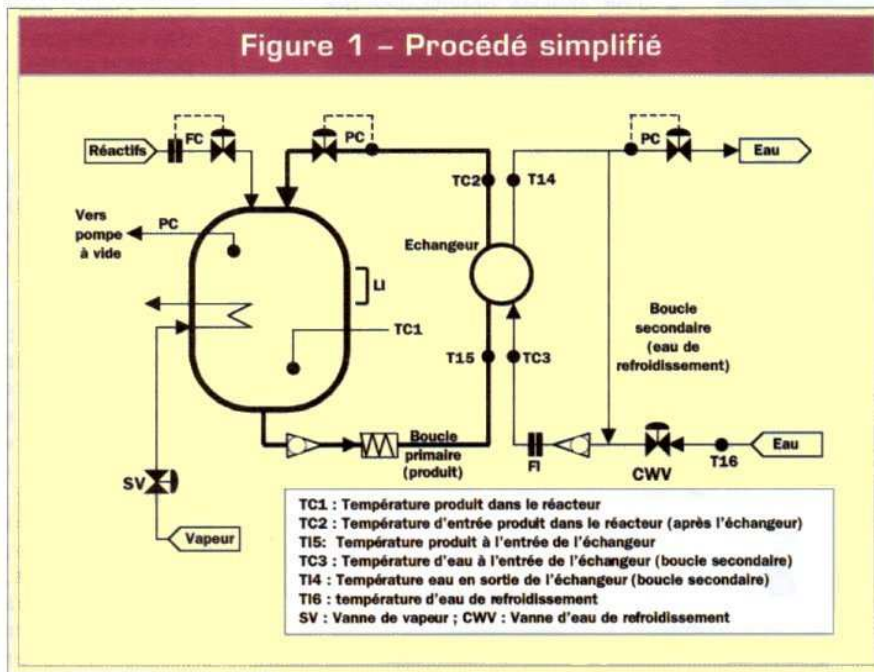 Figure 1 – Procédé simplifié
Réactifs
FC
PC
PC
Eau
TC2
T14
Vers
pompe
à vide
PC
Echangeur
LI
TC1
Boucle
secondaire
(eau de
refroidissement)
T15
TC3
Boucle
primaire
(produit)
FI
CWV
T16
Eau
SV
Vapeur
TC1 : Température produit dans le réacteur
TC2 : Température d'entrée produit dans le réacteur (après l'échangeur)
TI5: Température produit à l'entrée de l'échangeur
TC3 : Température d'eau à l'entrée de l'échangeur (boucle secondaire)
TI4 : Température eau en sortie de l'échangeur (boucle secondaire)
TI6 : température d'eau de refroidissement
SV : Vanne de vapeur ; CWV : Vanne d'eau de refroidissement